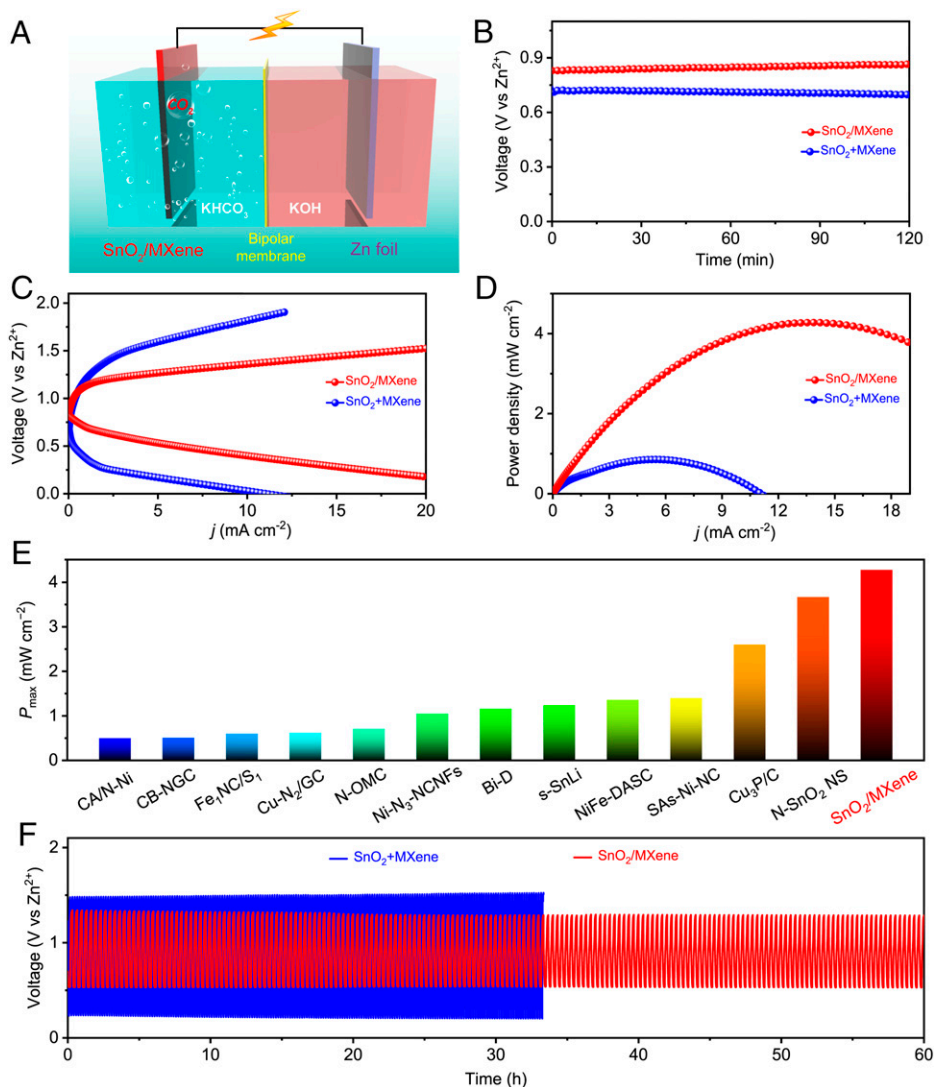 A
CO₂
KHCO₃
KOH
SnO₂/MXene
Bipolar
membrane
Zn foil
B
Voltage (V vs Zn²⁺)
0.9
0.6
0.3
0.0
SnO₂/MXene
SnO₂+MXene
0 30 60 90 120
Time (min)
C
Voltage (V vs Zn²⁺)
2.0
1.5
1.0
0.5
0.0
SnO₂/MXene
SnO₂+MXene
0 5 10 15 20
j (mA cm⁻²)
D
Power density (mW cm⁻²)
4
2
0
SnO₂/MXene
SnO₂+MXene
0 3 6 9 12 15 18
j (mA cm⁻²)
E
Pmax (mW cm⁻²)
4
3
2
1
0
CA/N-Ni
CB-NGC
Fe₁NC/S₁
Cu-N₂/GC
N-OMC
Ni-N₃-NCNFs
Bi-D
s-SnLi
NiFe-DASC
SAs-Ni-NC
Cu₃P/C
N-SnO₂ NS
SnO₂/MXene
F
Voltage (V vs Zn²⁺)
2
1
0
SnO₂+MXene
SnO₂/MXene
0 10 20 30 40 50 60
Time (h)